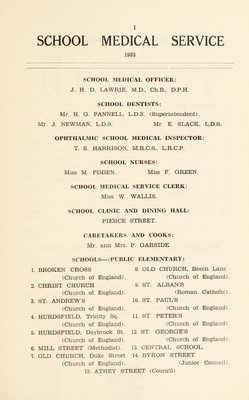 1
SCHOOL MEDICAL SERVICE
1933
SCHOOL MEDICAL OFFICER:
J. H. D. LAWRIE, M.D., Ch.B., D.P.H.
SCHOOL DENTISTS:
Mr. H. G. PANNELL, L.D.S. (Superintendent).
Mr. J. NEWMAN, L.D.S. Mr. E. SLACK, L.D.S.
OPHTHALMIC SCHOOL MEDICAL INSPECTOR:
T. S. HARRISON, M.R.C.S., L.R.C.P.
SCHOOL NURSES:
Miss M. FODEN. Miss F. GREEN.
SCHOOL MEDICAL SERVICE CLERK:
Miss W. WALLIS.
SCHOOL CLINIC AND DINING HALL:
PIERCE STREET.
CARETAKERS AND COOKS:
Mr. and Mrs. P. GARSIDE
SCHOOLS—(PUBLIC ELEMENTARY)
1. BROKEN CROSS
(Church of England).
2. CHRIST CHURCH
(Church of England).
3. ST. ANDREW'S
(Church of England).
4. HURDSFIELD, Trinity Sq.
(Church of England).
5. HURDSFIELD, Daybrook St.
(Church of England).
6. MILL STREET (Methodist).
7. OLD CHURCH, Duke Street
(Church of England).
8. OLD CHURCH, Beech Lane
(Church of England).
9. ST. ALBAN'S
(Roman Catholic).
10. ST. PAUL'S
(Church of England).
11. ST. PETER'S
(Church of England).
12. ST. GEORGE'S
(Church of England).
13. CENTRAL SCHOOL.
14. BYRON STREET
(Junior Council).
15. ATHEY STREET (Council)